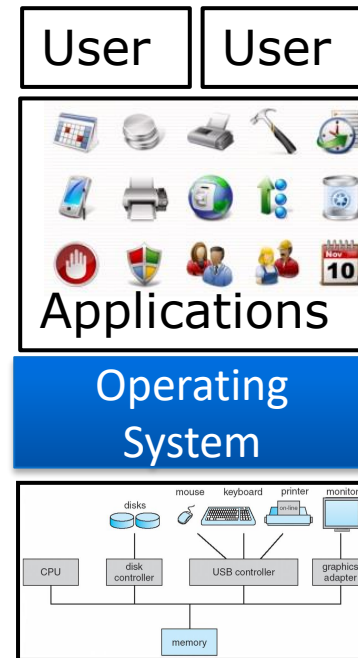 User User
Nov
10
Applications
Operating
System
mouse keyboard printer monitor
disks
on-line
CPU
disk
controller
USB controller
graphics
adapter
memory